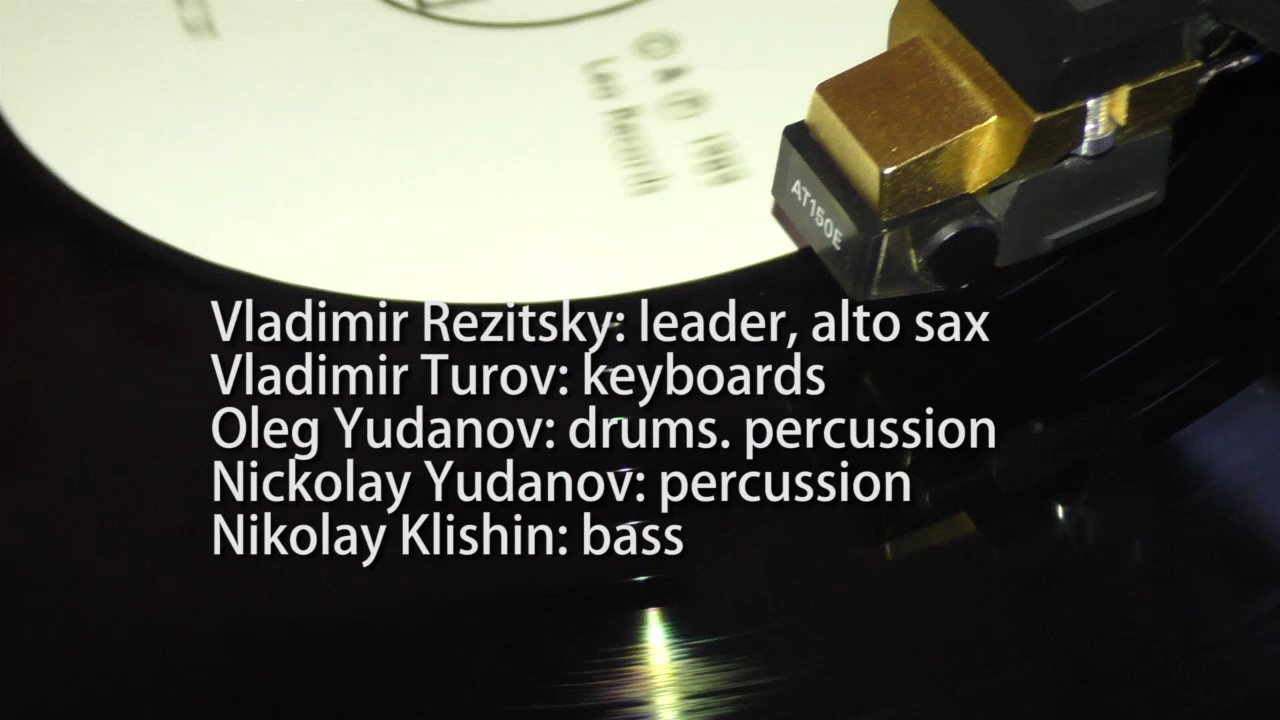 Vladimir Rezitsky: leader, alto sax
Vladimir Turov: keyboards
Oleg Yudanov: drums. percussion
Nickolay Yudanov: percussion
Nikolay Klishin: bass
AT150E